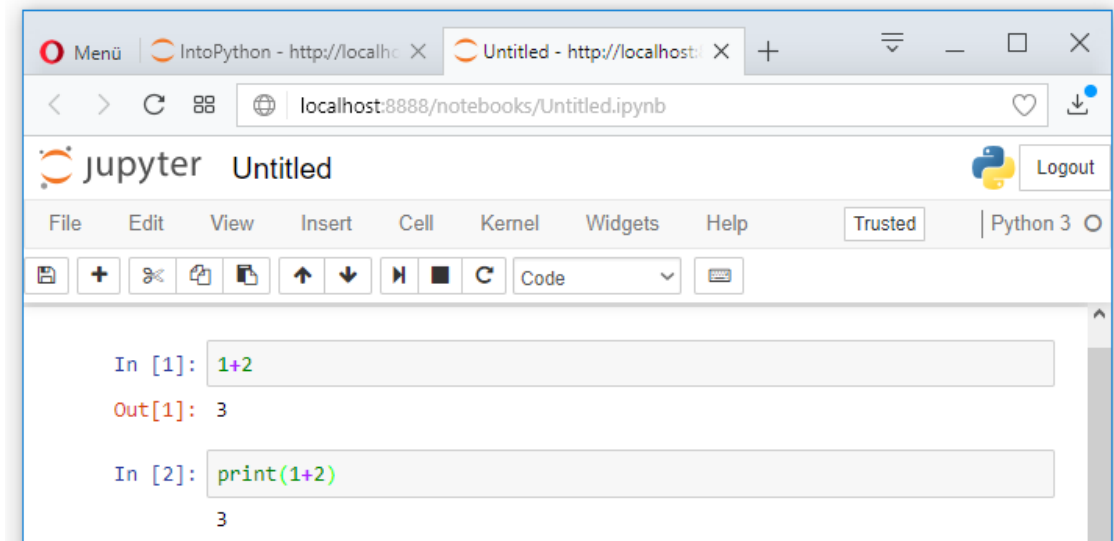 Menü IntoPython - http://localhc Untitled - http://localhost:
localhost:8888/notebooks/Untitled.ipynb
jupyter Untitled Logout
File Edit View Insert Cell Kernel Widgets Help Trusted Python 3
Code
In [1]: 1+2
Out[1]: 3
In [2]: print(1+2)
3